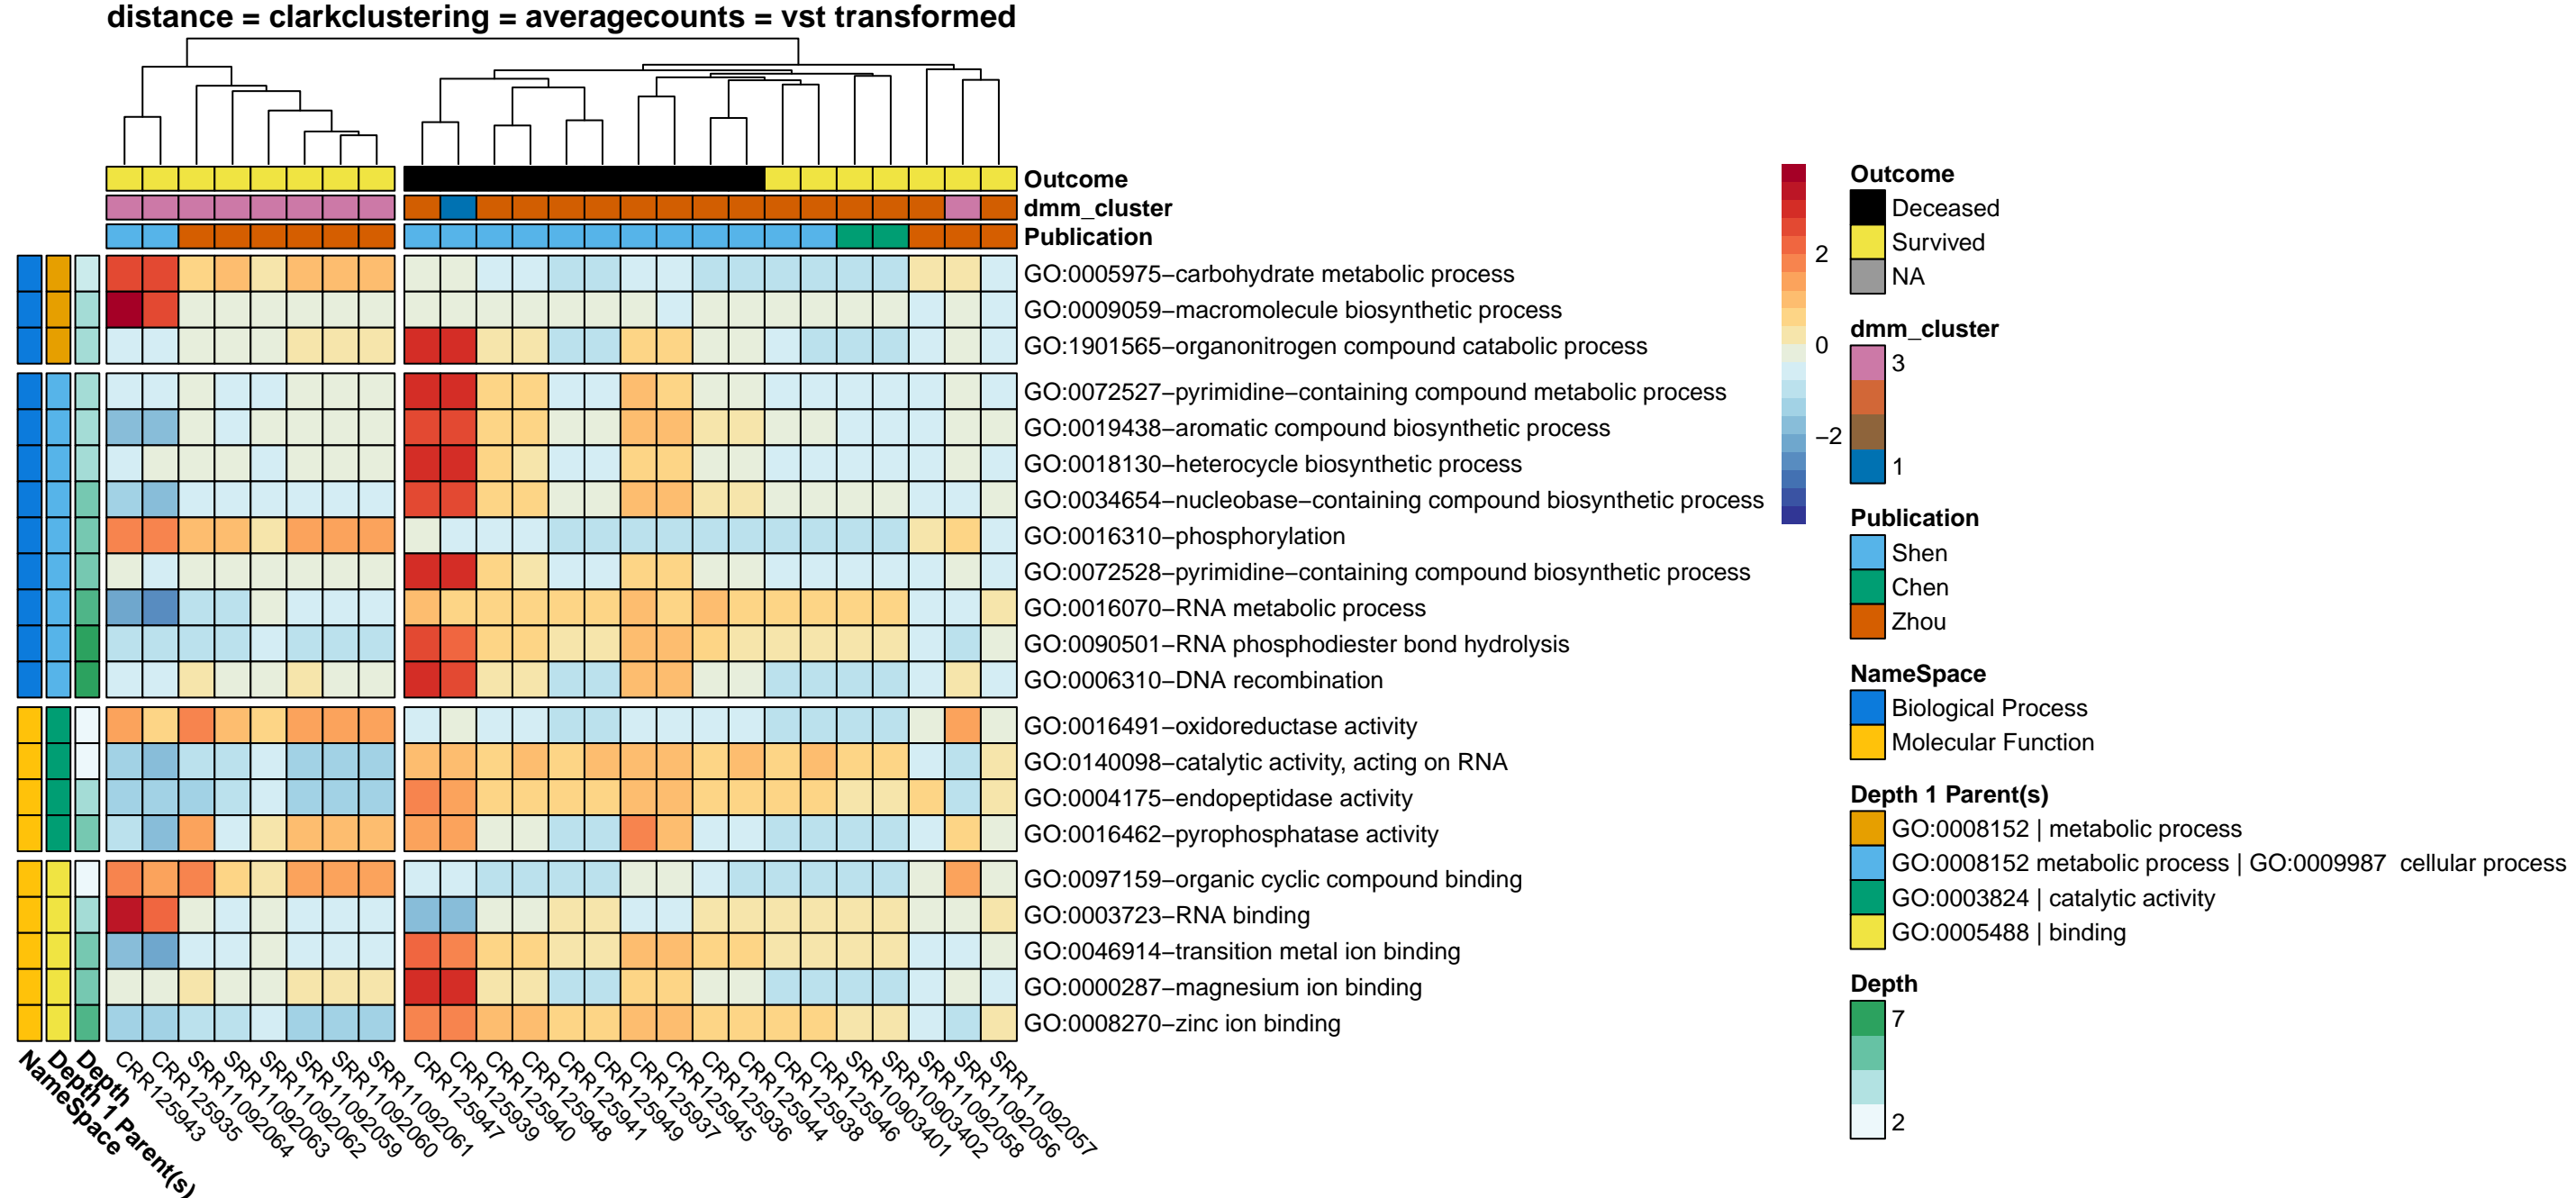 distance = clarkclustering = averagecounts = vst transformed
Outcome
dmm_cluster
Publication
GO:0005975−carbohydrate metabolic process
GO:0009059−macromolecule biosynthetic process
GO:1901565−organonitrogen compound catabolic process
GO:0072527−pyrimidine−containing compound metabolic process
GO:0019438−aromatic compound biosynthetic process
GO:0018130−heterocycle biosynthetic process
GO:0034654−nucleobase−containing compound biosynthetic process
GO:0016310−phosphorylation
GO:0072528−pyrimidine−containing compound biosynthetic process
GO:0016070−RNA metabolic process
GO:0090501−RNA phosphodiester bond hydrolysis
GO:0006310−DNA recombination
GO:0016491−oxidoreductase activity
GO:0140098−catalytic activity, acting on RNA
GO:0004175−endopeptidase activity
GO:0016462−pyrophosphatase activity
GO:0097159−organic cyclic compound binding
GO:0003723−RNA binding
GO:0046914−transition metal ion binding
GO:0000287−magnesium ion binding
GO:0008270−zinc ion binding
NameSpace
Depth 1 Parent(s)
Depth
CRR125943
CRR125935
SRR11092064
SRR11092063
SRR11092062
SRR11092059
SRR11092060
SRR11092061
CRR125947
CRR125939
CRR125940
CRR125948
CRR125941
CRR125949
CRR125937
CRR125945
CRR125936
CRR125944
CRR125938
CRR125946
SRR10903401
SRR10903402
SRR11092058
SRR11092056
SRR11092057
2
0
−2
Outcome
Deceased
Survived
NA
dmm_cluster
3
1
Publication
Shen
Chen
Zhou
NameSpace
Biological Process
Molecular Function
Depth 1 Parent(s)
GO:0008152 | metabolic process
GO:0008152 metabolic process | GO:0009987  cellular process
GO:0003824 | catalytic activity
GO:0005488 | binding
Depth
7
2